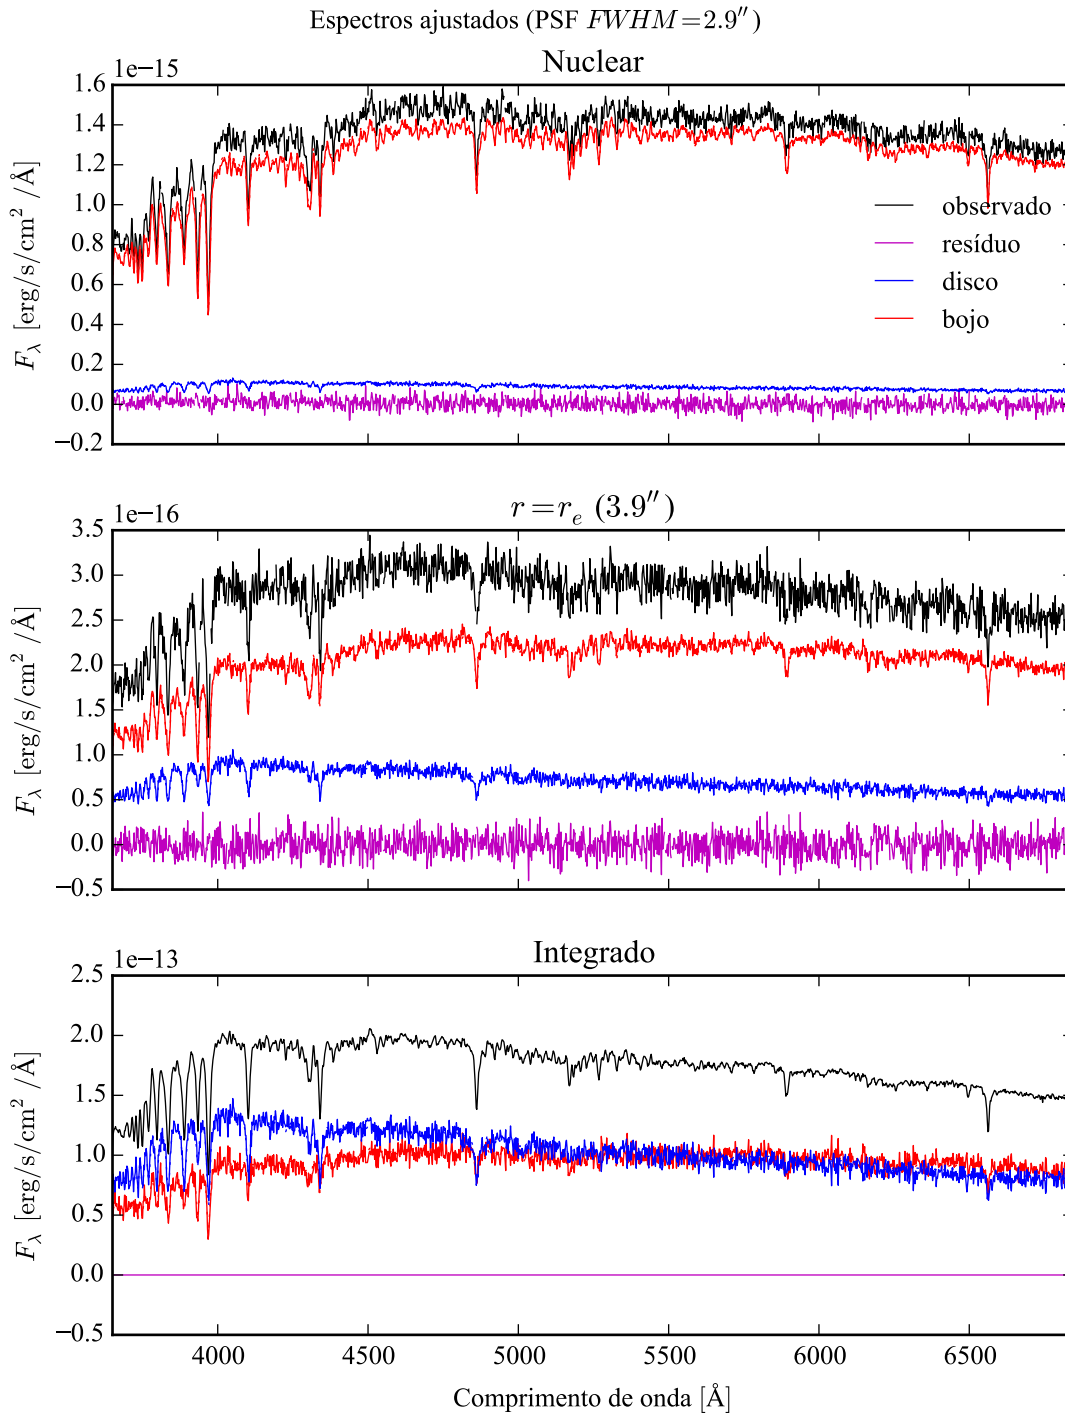 Espectros ajustados (PSF FWHM=2.9″)
Nuclear
1e−15
1.6
1.4
1.2
1.0
0.8
0.6
0.4
0.2
0.0
−0.2
Fλ [erg/s/cm² /Å]
observado
resíduo
disco
bojo
r=re (3.9″)
1e−16
3.5
3.0
2.5
2.0
1.5
1.0
0.5
0.0
−0.5
Fλ [erg/s/cm² /Å]
Integrado
1e−13
2.5
2.0
1.5
1.0
0.5
0.0
−0.5
Fλ [erg/s/cm² /Å]
4000 4500 5000 5500 6000 6500
Comprimento de onda [Å]